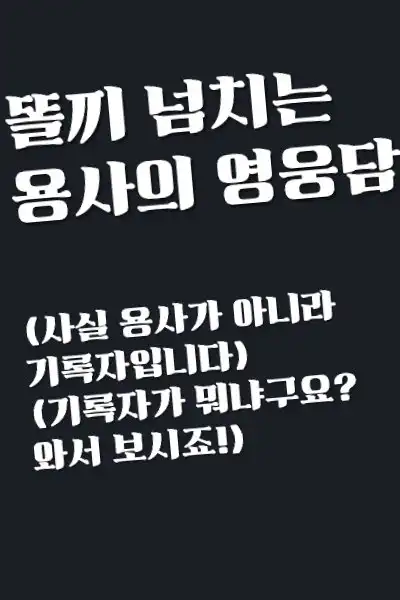 똘끼 넘치는
용사의 영웅담
(사실 용사가 아니라
기록자입니다)
(기록자가 뭐냐구요?
와서 보시죠!)